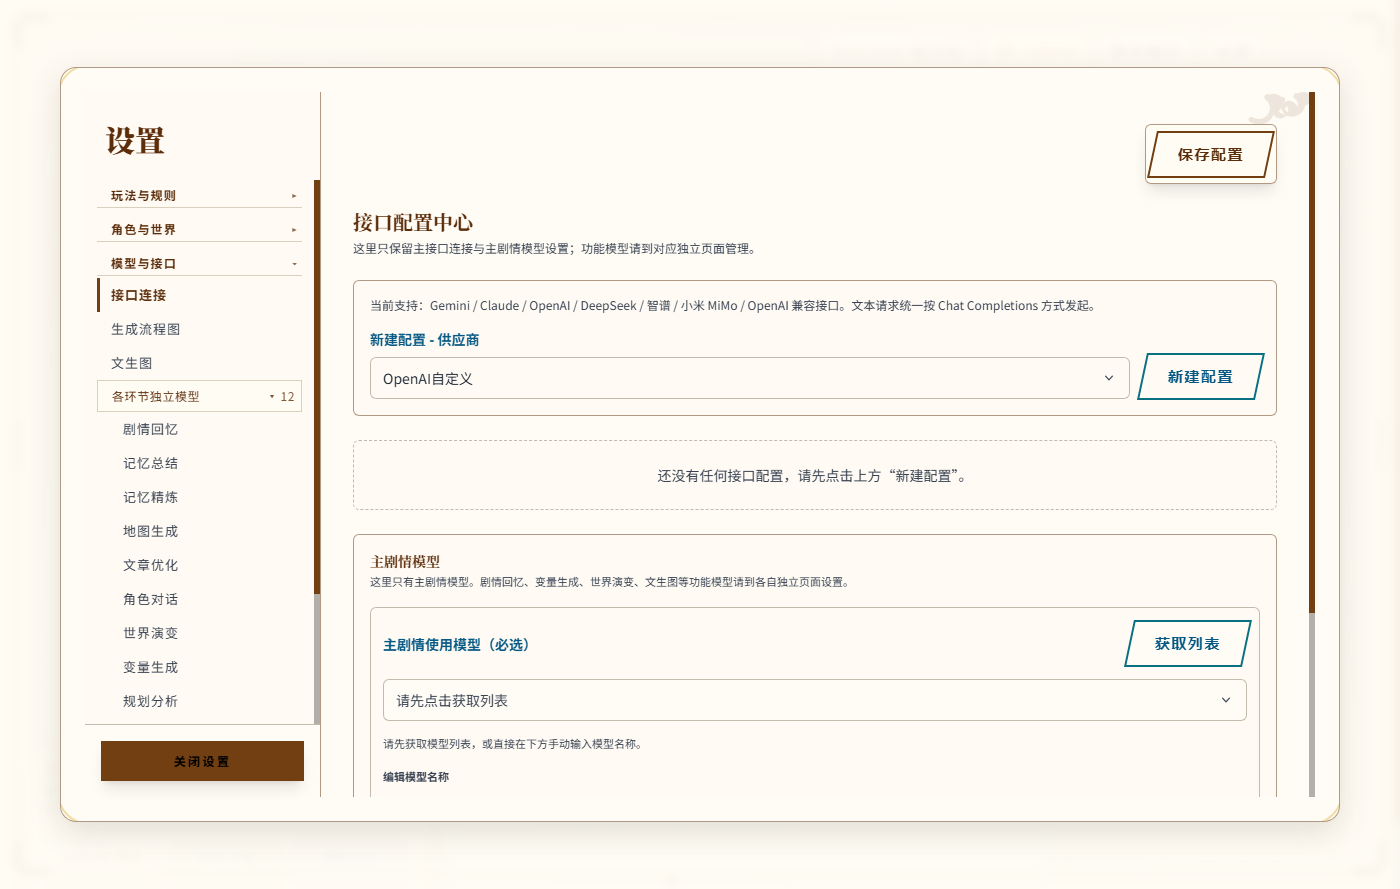 设置
玩法与规则
角色与世界
模型与接口
接口连接
生成流程图
文生图
各环节独立模型 12
剧情回忆
记忆总结
记忆精炼
地图生成
文章优化
角色对话
世界演变
变量生成
规划分析
关闭设置
保存配置
接口配置中心
这里只保留主接口连接与主剧情模型设置；功能模型请到对应独立页面管理。
当前支持：Gemini / Claude / OpenAI / DeepSeek / 智谱 / 小米 MiMo / OpenAI 兼容接口。文本请求统一按 Chat Completions 方式发起。
新建配置 - 供应商
OpenAI自定义
新建配置
还没有任何接口配置，请先点击上方“新建配置”。
主剧情模型
这里只有主剧情模型。剧情回忆、变量生成、世界演变、文生图等功能模型请到各自独立页面设置。
主剧情使用模型（必选）
获取列表
请先点击获取列表
请先获取模型列表，或直接在下方手动输入模型名称。
编辑模型名称